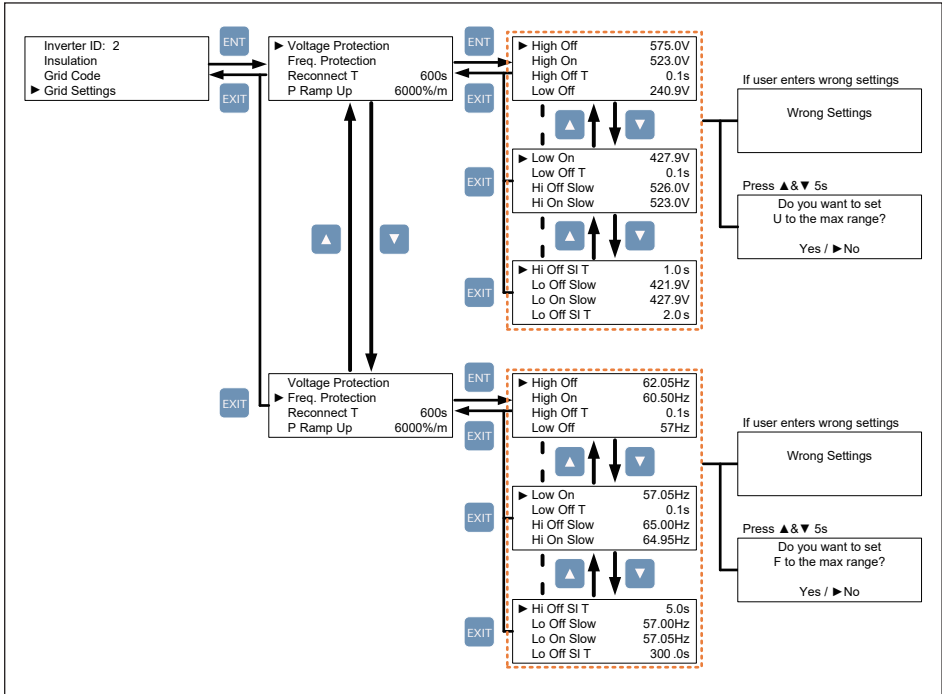 Inverter ID: 2
Insulation
Grid Code
▶ Grid Settings
ENT
EXIT
▶ Voltage Protection
Freq. Protection
Reconnect T 600s
P Ramp Up 6000%/m
ENT
EXIT
▶ High Off 575.0V
High On 523.0V
High Off T 0.1s
Low Off 240.9V
▲ ▼
EXIT
▶ Low On 427.9V
Low Off T 0.1s
Hi Off Slow 526.0V
Hi On Slow 523.0V
▲ ▼
EXIT
▶ Hi Off Sl T 1.0 s
Lo Off Slow 421.9V
Lo On Slow 427.9V
Lo Off Sl T 2.0 s
If user enters wrong settings
Wrong Settings
Press ▲&▼ 5s
Do you want to set
U to the max range?
Yes / ▶No
▲ ▼
EXIT
Voltage Protection
▶ Freq. Protection
Reconnect T 600s
P Ramp Up 6000%/m
ENT
EXIT
▶ High Off 62.05Hz
High On 60.50Hz
High Off T 0.1s
Low Off 57Hz
▲ ▼
EXIT
▶ Low On 57.05Hz
Low Off T 0.1s
Hi Off Slow 65.00Hz
Hi On Slow 64.95Hz
▲ ▼
EXIT
▶ Hi Off Sl T 5.0s
Lo Off Slow 57.00Hz
Lo On Slow 57.05Hz
Lo Off Sl T 300 .0s
If user enters wrong settings
Wrong Settings
Press ▲&▼ 5s
Do you want to set
F to the max range?
Yes / ▶No